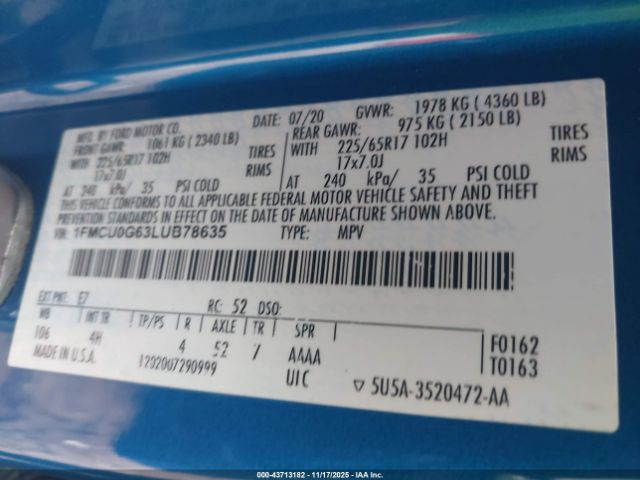 MFD. BY FORD MOTOR CO.
DATE: 07/20 GVWR: 1978 KG ( 4360 LB)
FRONT GAWR: 1061 KG ( 2340 LB) REAR GAWR: 975 KG ( 2150 LB)
WITH 225/65R17 102H TIRES WITH 225/65R17 102H TIRES
17x7.0J RIMS 17x7.0J RIMS
AT 240 kPa/ 35 PSI COLD AT 240 kPa/ 35 PSI COLD
THIS VEHICLE CONFORMS TO ALL APPLICABLE FEDERAL MOTOR VEHICLE SAFETY AND THEFT
PREVENTION STANDARDS IN EFFECT ON THE DATE OF MANUFACTURE SHOWN ABOVE.
VIN: 1FMCU0G63LUB78635 TYPE: MPV
EXT PNT: E7 RC: 52 DSO:
WB INT TR TP/PS R AXLE TR SPR
106 4H 4 52 7 AAAA F0162
MADE IN U.S.A. 1202007290999 UIC T0163
▽ 5U5A-3520472-AA
000-43713182 - 11/17/2025 - IAA Inc.